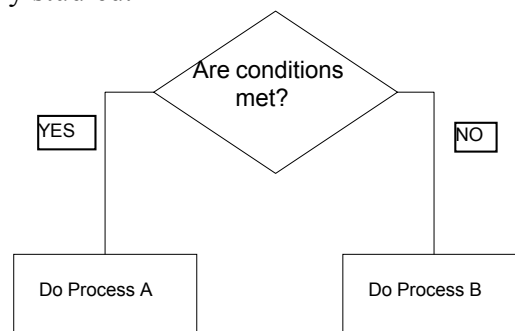 Are conditions
met?
YES
NO
Do Process A
Do Process B